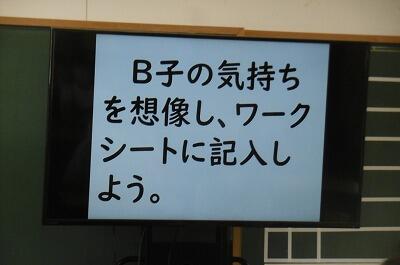 B子の気持ち
を想像し、ワーク
シートに記入し
よう。